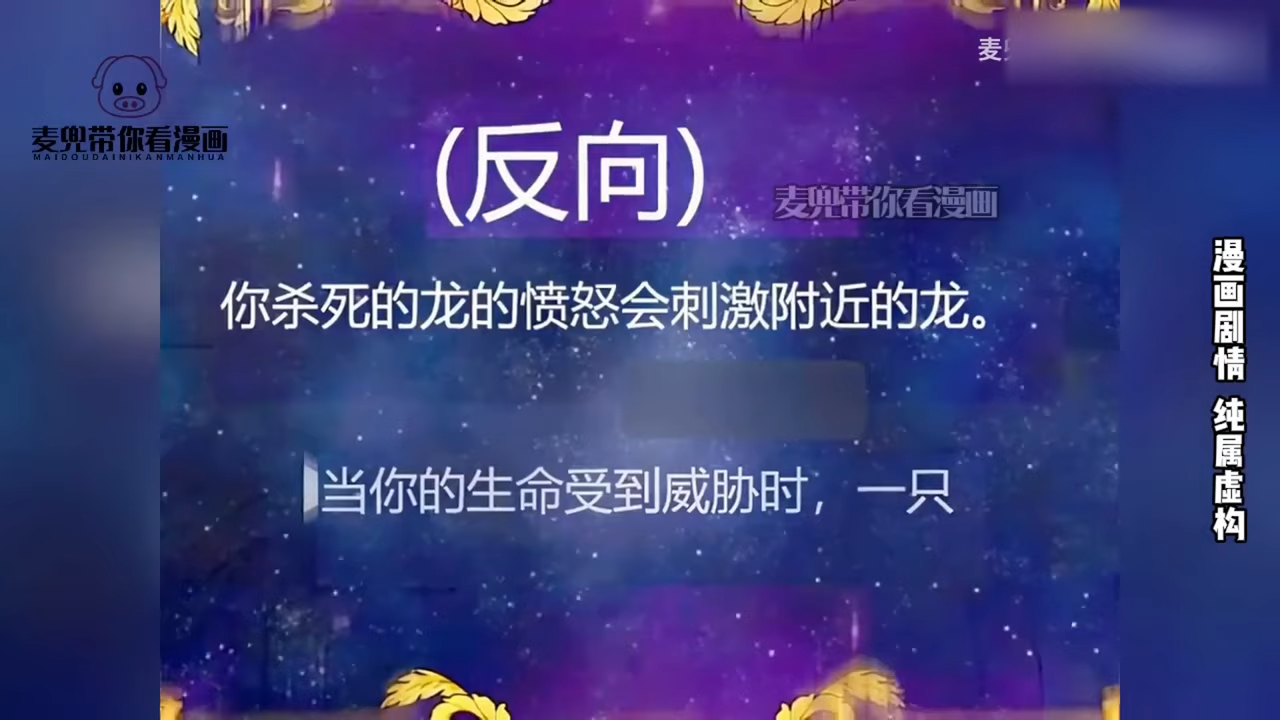 麦
麦兜带你看漫画
MAIDOUDAINIKANMANHUA
(反向)
麦兜带你看漫画
你杀死的龙的愤怒会刺激附近的龙。
当你的生命受到威胁时，一只
漫画剧情 纯属虚构